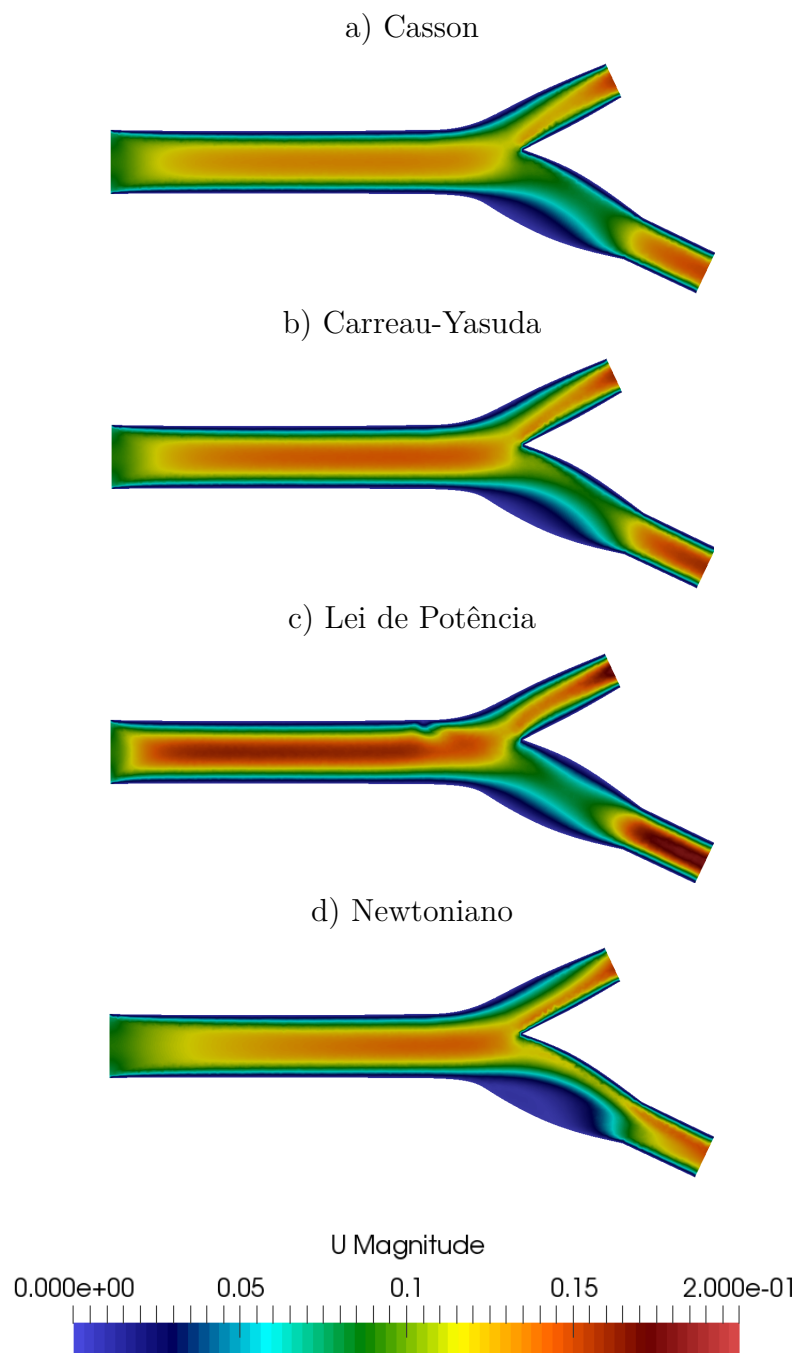 a) Casson
b) Carreau-Yasuda
c) Lei de Potência
d) Newtoniano
U Magnitude
0.000e+00 0.05 0.1 0.15 2.000e-01